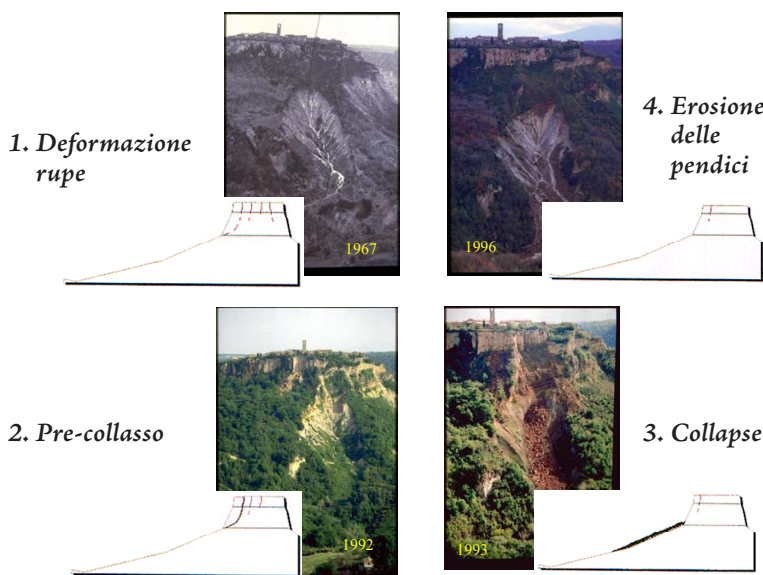 1. Deformazione
rupe
1967
2. Pre-collasso
1992
3. Collapse
1993
4. Erosione
delle
pendici
1996